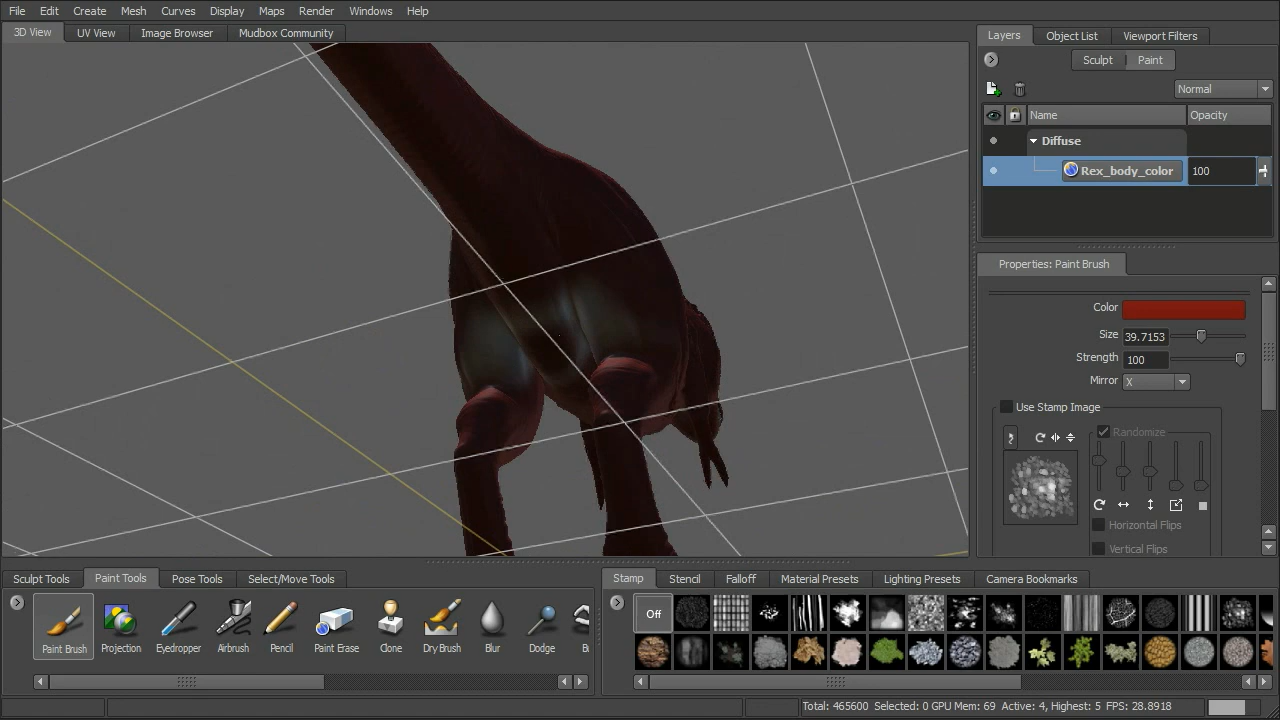 File Edit Create Mesh Curves Display Maps Render Windows Help
3D View UV View Image Browser Mudbox Community
Layers Object List Viewport Filters
Sculpt Paint
Normal
Name Opacity
Diffuse
Rex_body_color 100
Properties: Paint Brush
Color
Size 39.7153
Strength 100
Mirror X
Use Stamp Image
Randomize
Horizontal Flips
Vertical Flips
Sculpt Tools Paint Tools Pose Tools Select/Move Tools
Stamp Stencil Falloff Material Presets Lighting Presets Camera Bookmarks
Off
Paint Brush Projection Eyedropper Airbrush Pencil Paint Erase Clone Dry Brush Blur Dodge
Total: 465600 Selected: 0 GPU Mem: 69 Active: 4, Highest: 5 FPS: 28.8918